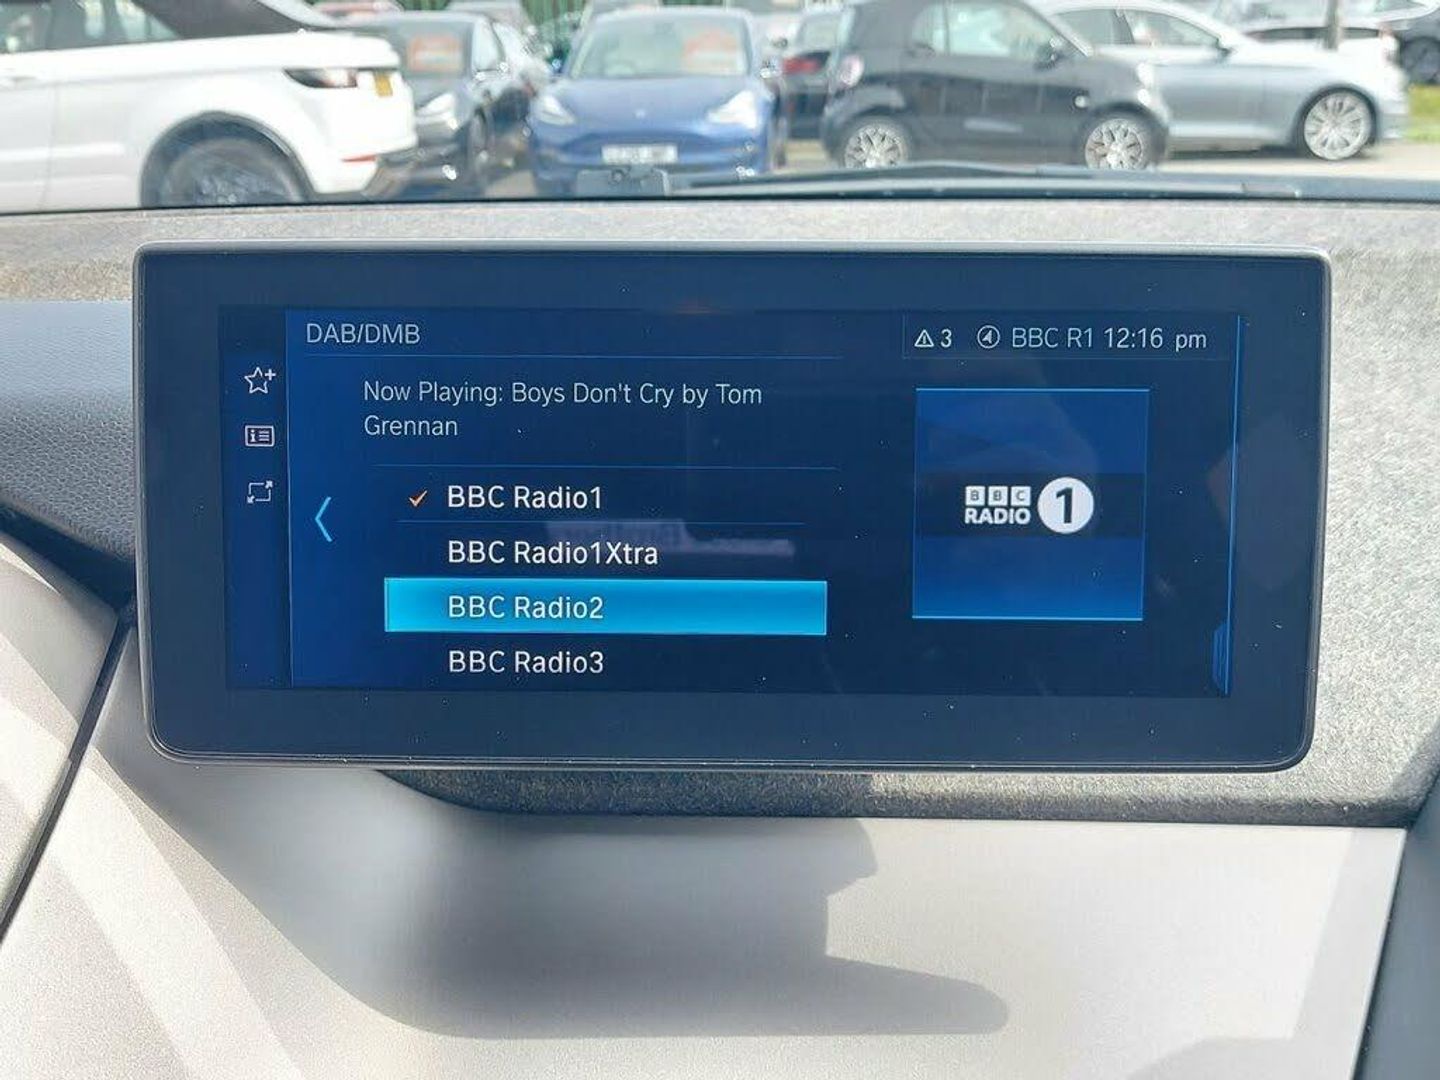 DAB/DMB
3 BBC R1 12:16 pm
Now Playing: Boys Don't Cry by Tom
Grennan
BBC Radio1
BBC Radio1Xtra
BBC Radio2
BBC Radio3
BBC
RADIO 1